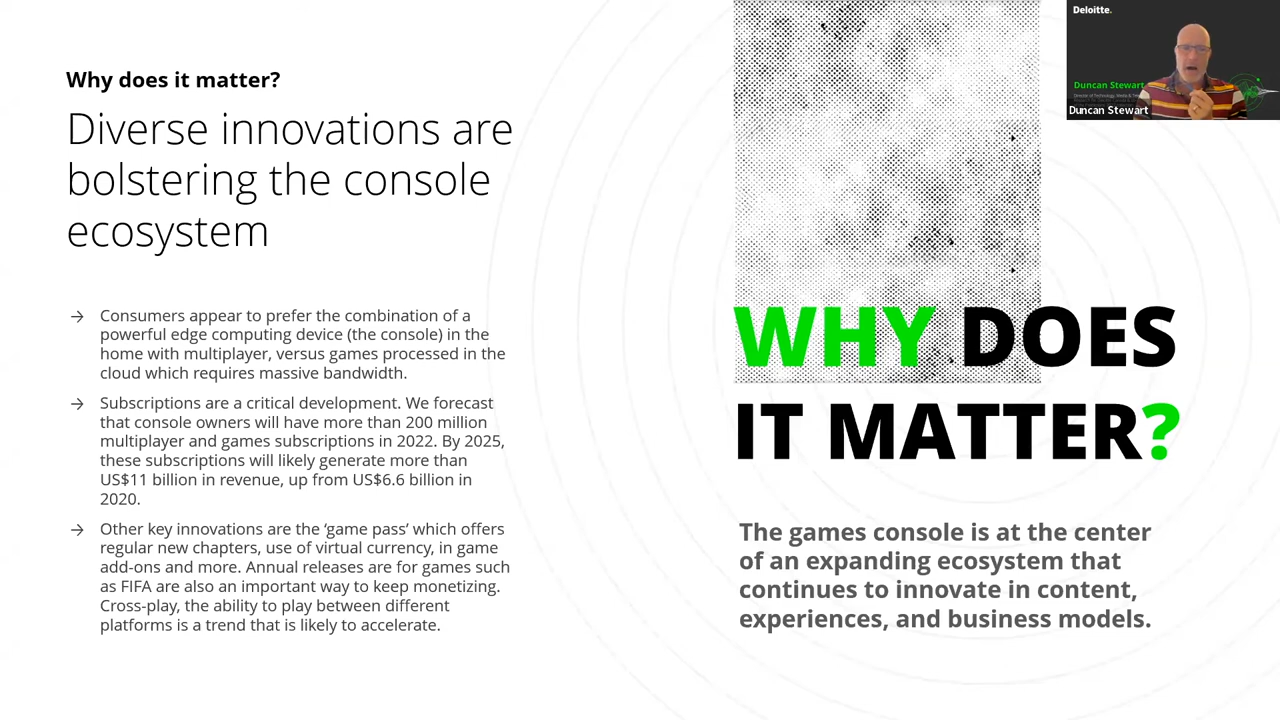 Why does it matter?
Diverse innovations are
bolstering the console
ecosystem
→ Consumers appear to prefer the combination of a
powerful edge computing device (the console) in the
home with multiplayer, versus games processed in the
cloud which requires massive bandwidth.
→ Subscriptions are a critical development. We forecast
that console owners will have more than 200 million
multiplayer and games subscriptions in 2022. By 2025,
these subscriptions will likely generate more than
US$11 billion in revenue, up from US$6.6 billion in
2020.
→ Other key innovations are the ‘game pass’ which offers
regular new chapters, use of virtual currency, in game
add-ons and more. Annual releases are for games such
as FIFA are also an important way to keep monetizing.
Cross-play, the ability to play between different
platforms is a trend that is likely to accelerate.
WHY DOES
IT MATTER?
The games console is at the center
of an expanding ecosystem that
continues to innovate in content,
experiences, and business models.
Deloitte.
Duncan Stewart
Duncan Stewart